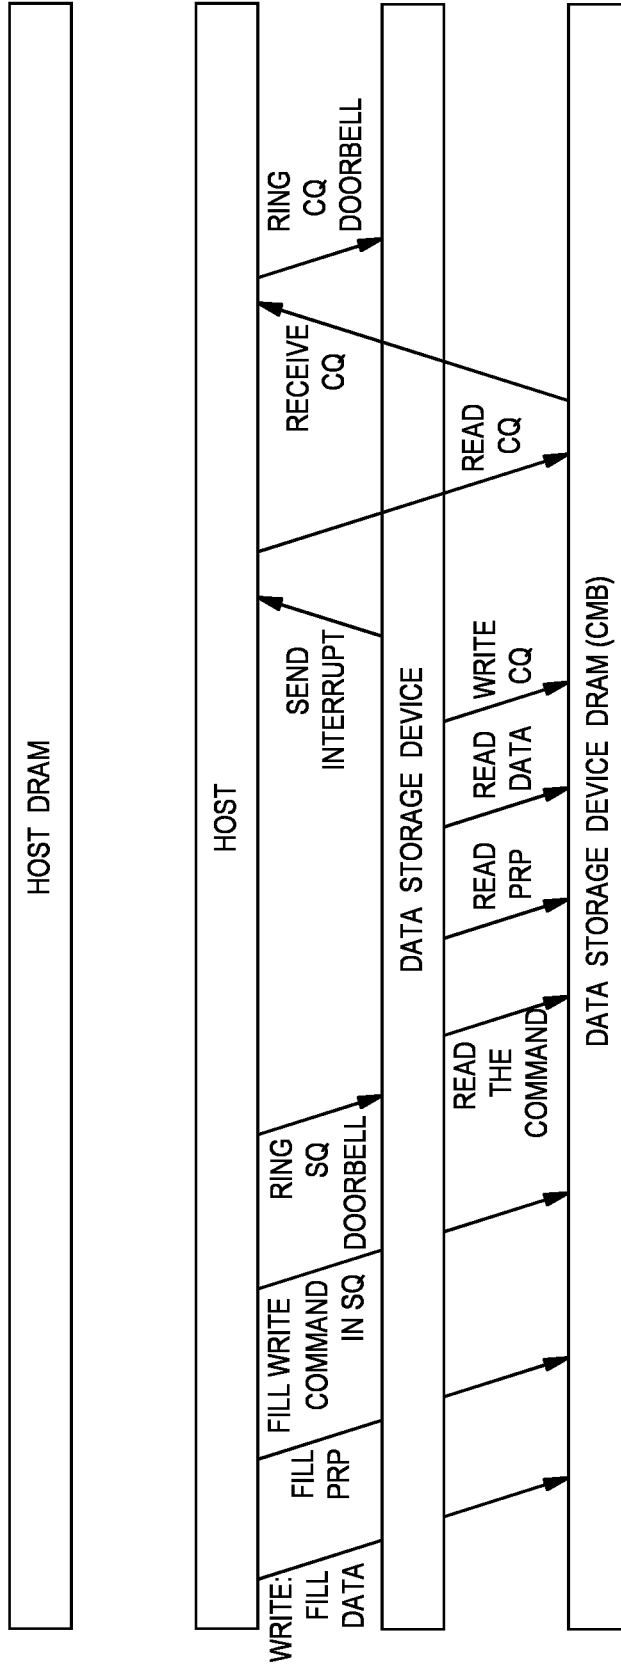 HOST DRAM
HOST
WRITE:
FILL
DATA
FILL
PRP
FILL WRITE
COMMAND
IN SQ
RING
SQ
DOORBELL
SEND
INTERRUPT
RECEIVE
CQ
RING
CQ
DOORBELL
DATA STORAGE DEVICE
READ
THE
COMMAND
READ
PRP
READ
DATA
WRITE
CQ
READ
CQ
DATA STORAGE DEVICE DRAM (CMB)